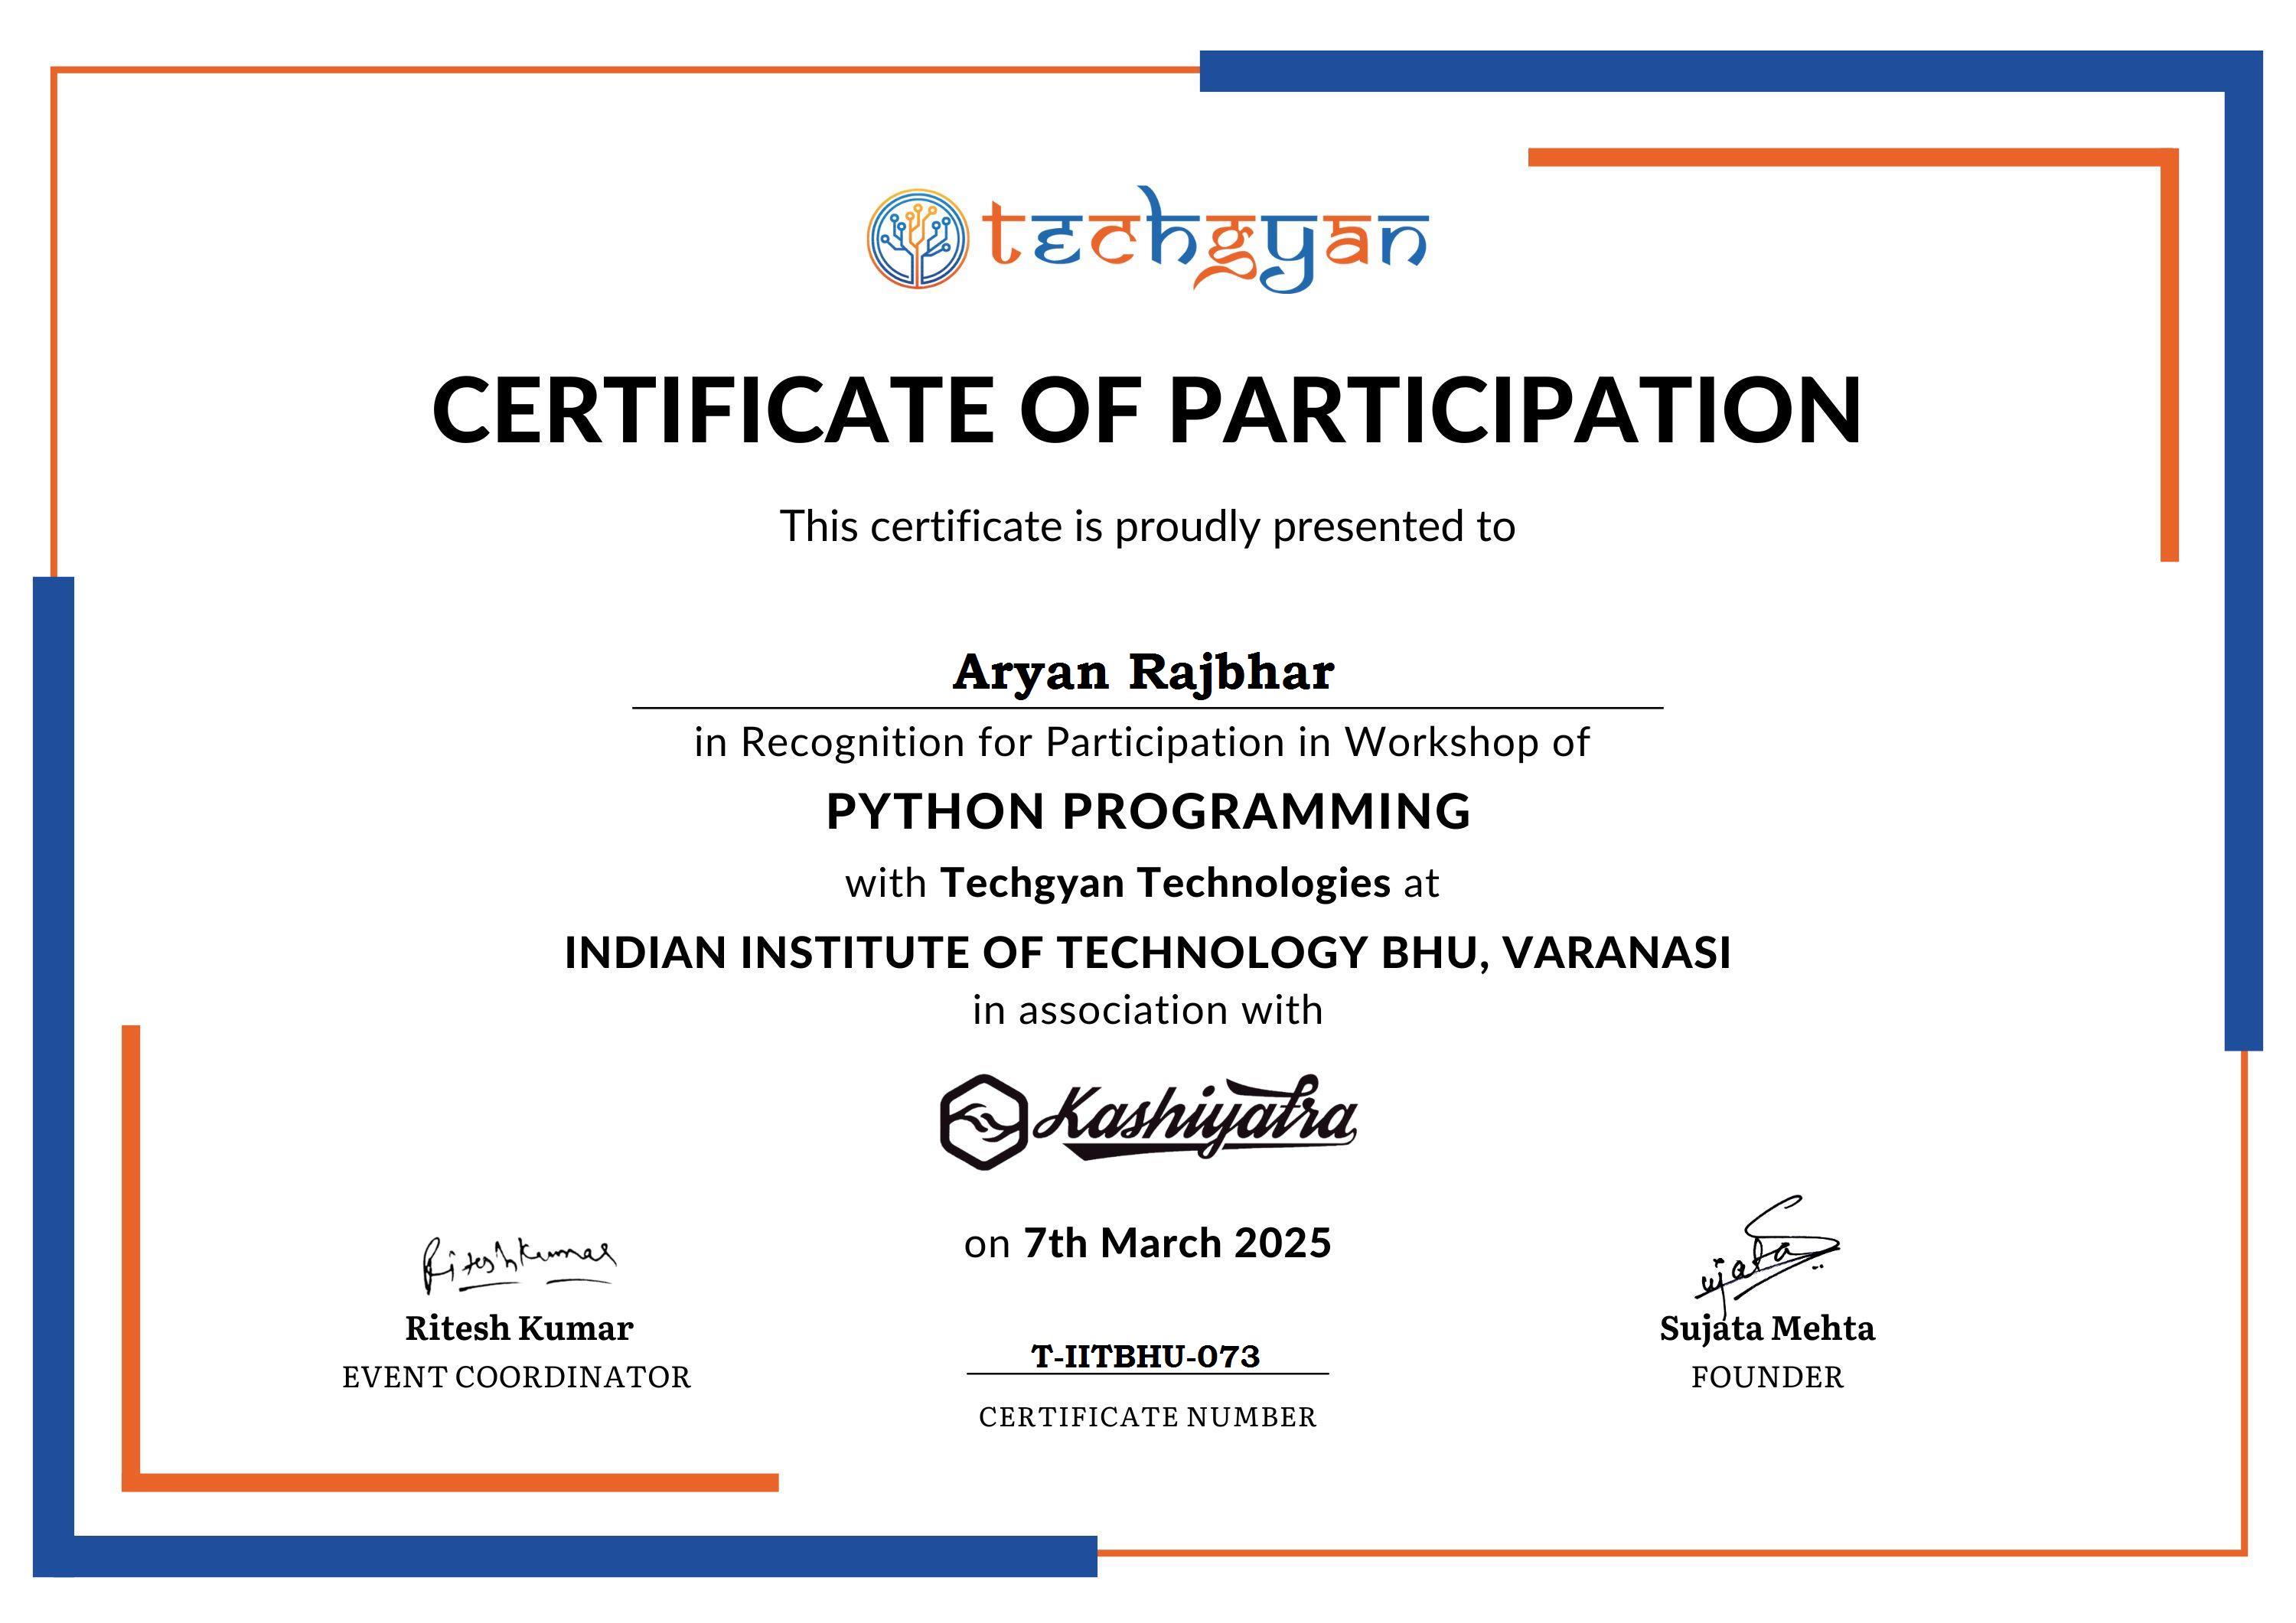 techgyan
CERTIFICATE OF PARTICIPATION
This certificate is proudly presented to
Aryan Rajbhar
in Recognition for Participation in Workshop of
PYTHON PROGRAMMING
with Techgyan Technologies at
INDIAN INSTITUTE OF TECHNOLOGY BHU, VARANASI
in association with
Kashiyatra
on 7th March 2025
Riteshkumar
Ritesh Kumar
EVENT COORDINATOR
T-IITBHU-073
CERTIFICATE NUMBER
Sujata
Sujata Mehta
FOUNDER